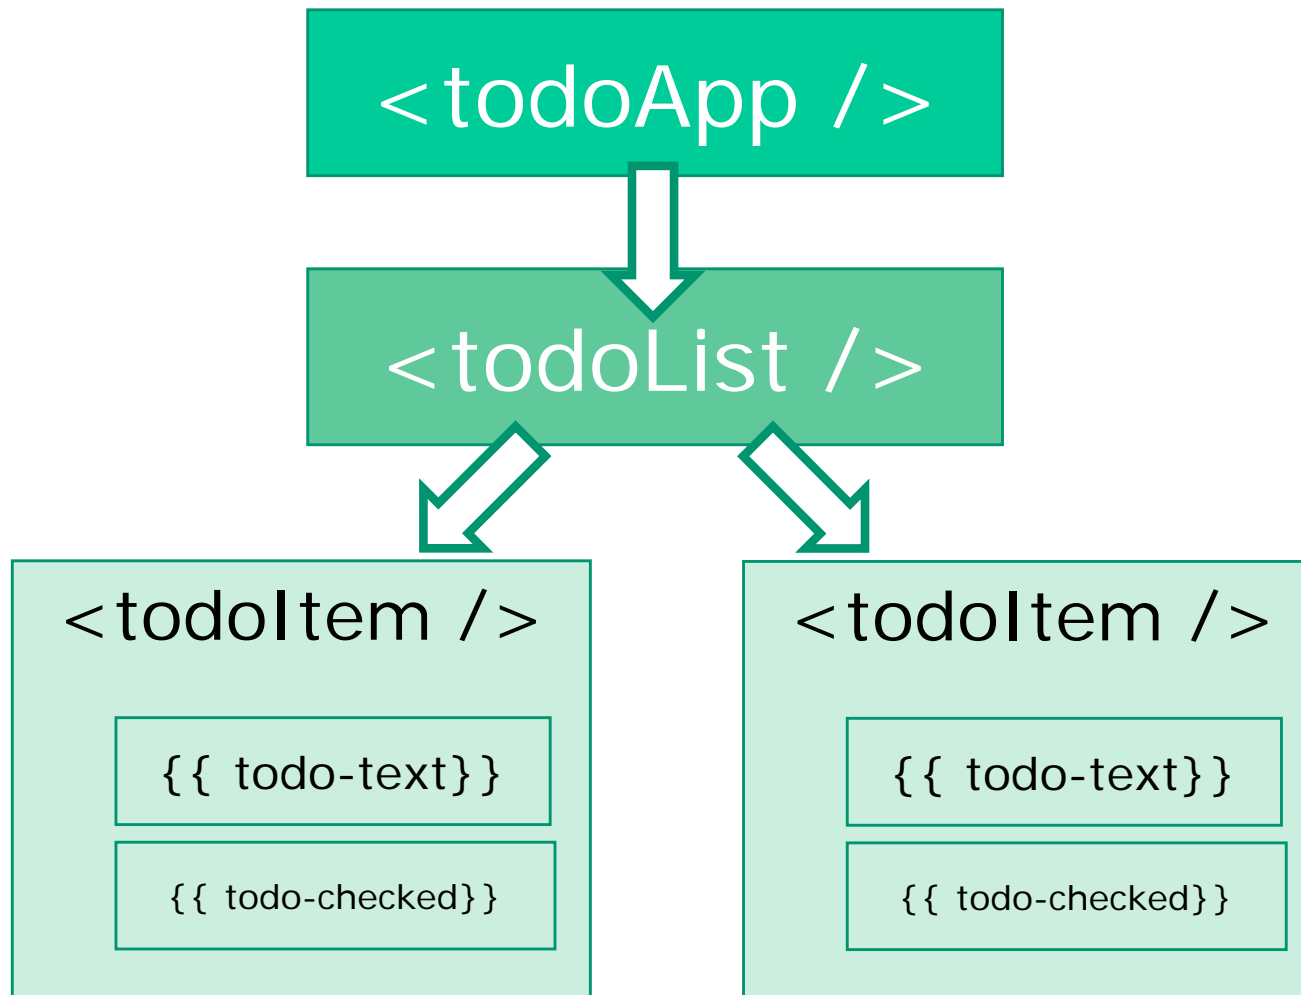 <todoApp />
<todoList />
<todoItem />
{{ todo-text}}
{{ todo-checked}}
<todoItem />
{{ todo-text}}
{{ todo-checked}}